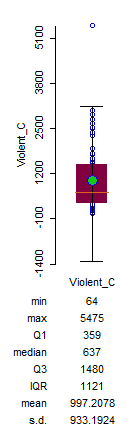 5100
3800
2500
1200
-100
-1400
Violent_C
Violent_C
min 64
max 5475
Q1 359
median 637
Q3 1480
IQR 1121
mean 997.2078
s.d. 933.1924